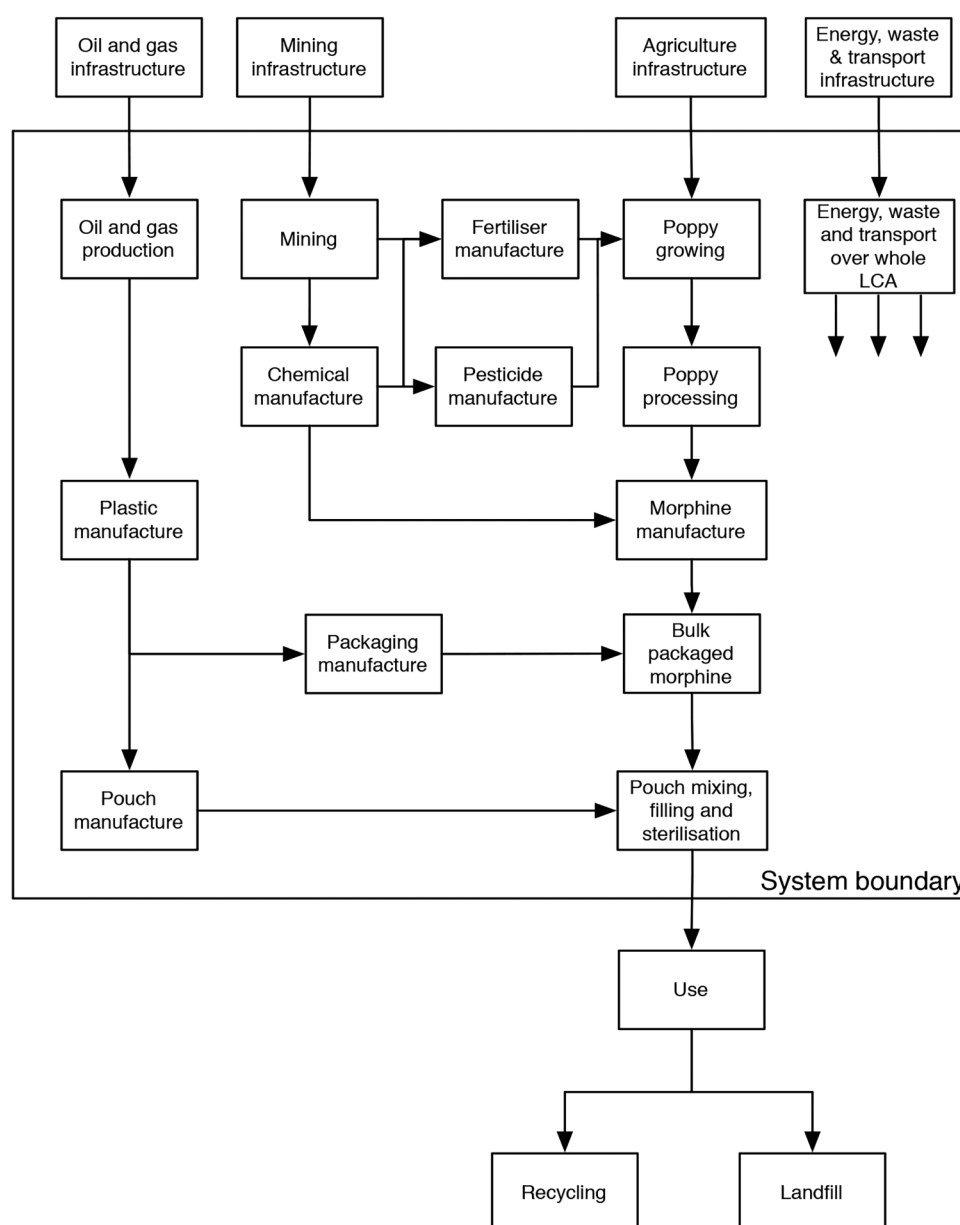 Oil and gas
infrastructure
Mining
infrastructure
Agriculture
infrastructure
Energy, waste
& transport
infrastructure
Oil and gas
production
Mining
Fertiliser
manufacture
Poppy
growing
Energy, waste
and transport
over whole
LCA
Chemical
manufacture
Pesticide
manufacture
Poppy
processing
Plastic
manufacture
Morphine
manufacture
Packaging
manufacture
Bulk
packaged
morphine
Pouch
manufacture
Pouch mixing,
filling and
sterilisation
System boundary
Use
Recycling
Landfill